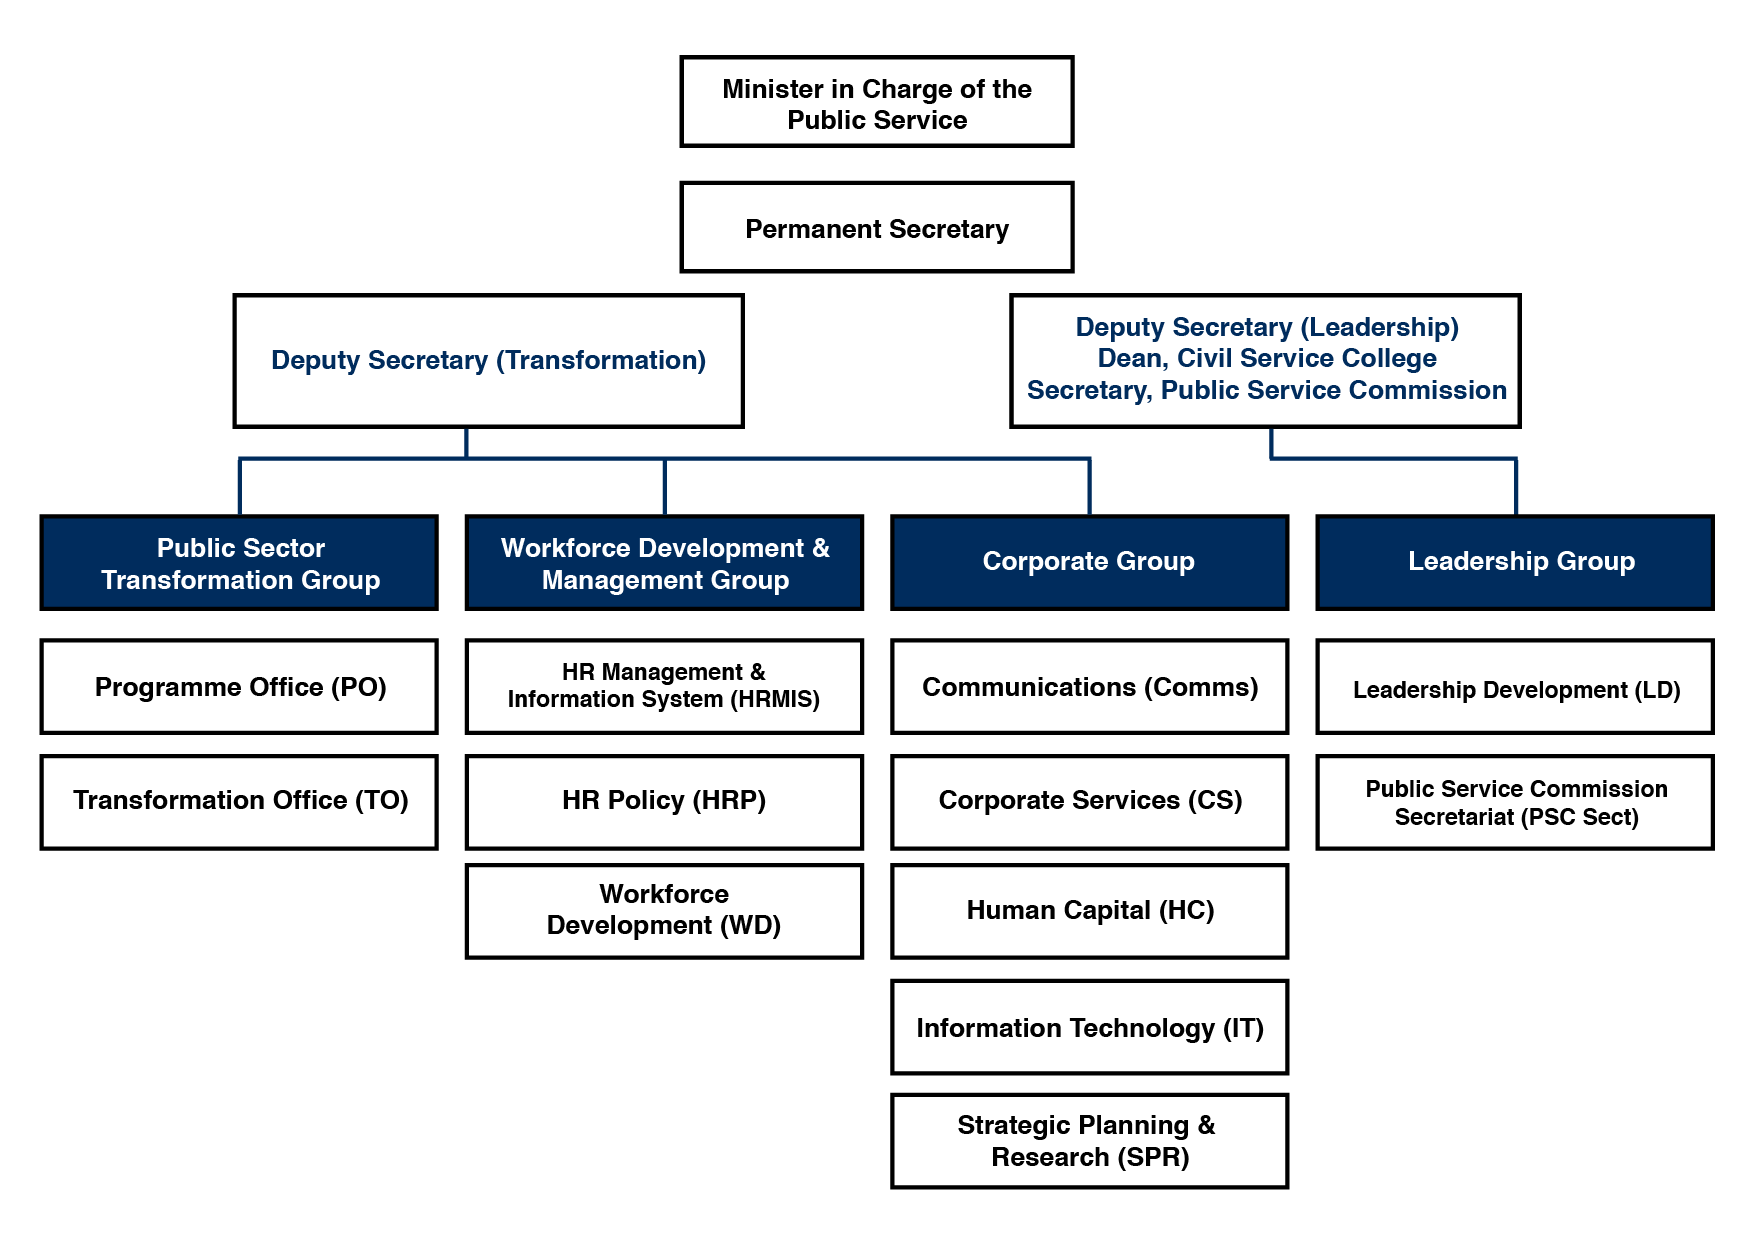 Minister in Charge of the
Public Service
Permanent Secretary
Deputy Secretary (Transformation)
Deputy Secretary (Leadership)
Dean, Civil Service College
Secretary, Public Service Commission
Public Sector
Transformation Group
Workforce Development &
Management Group
Corporate Group
Leadership Group
Programme Office (PO)
HR Management &
Information System (HRMIS)
Communications (Comms)
Leadership Development (LD)
Transformation Office (TO)
HR Policy (HRP)
Corporate Services (CS)
Public Service Commission
Secretariat (PSC Sect)
Workforce
Development (WD)
Human Capital (HC)
Information Technology (IT)
Strategic Planning &
Research (SPR)